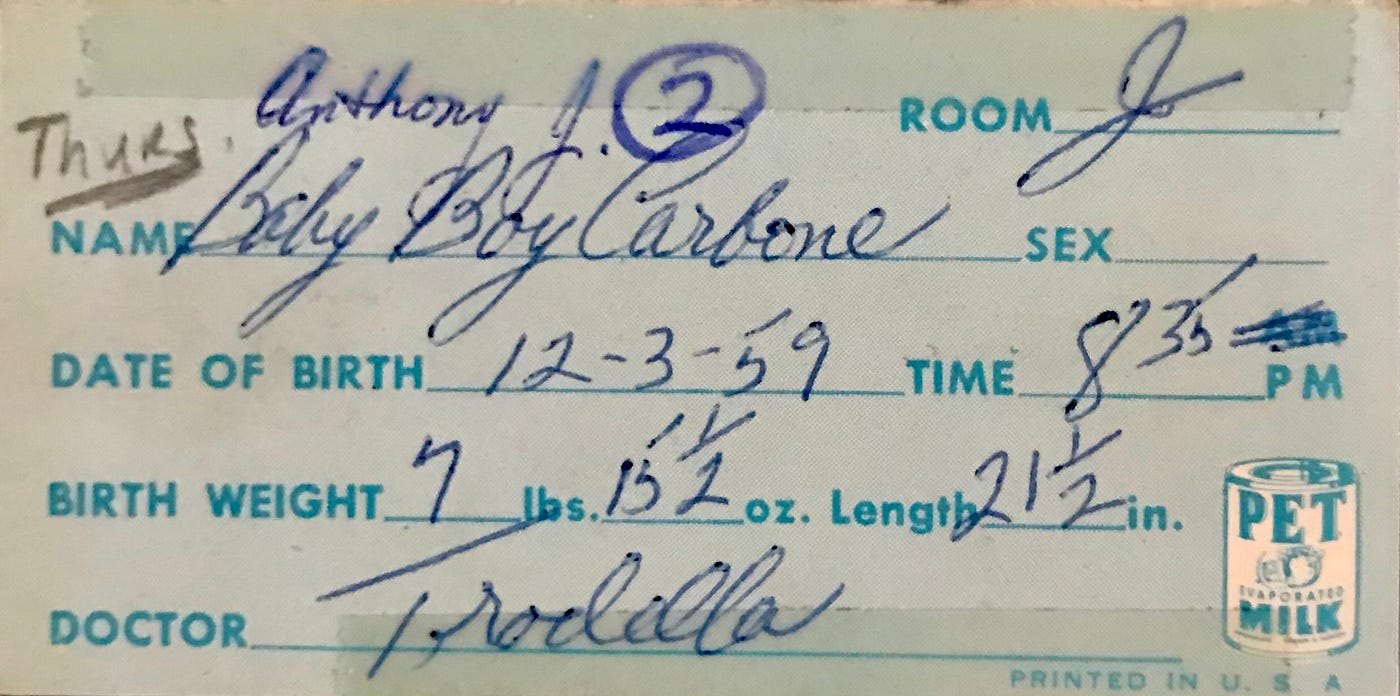 Anthony J. 2
Thurs.
ROOM J
NAME Baby Boy Carbone SEX
DATE OF BIRTH 12-3-59 TIME 8 35 PM
BIRTH WEIGHT 7 lbs. 15 1/2 oz. Length 21 1/2 in.
DOCTOR Trodella
PET
EVAPORATED
MILK
PRINTED IN U. S. A